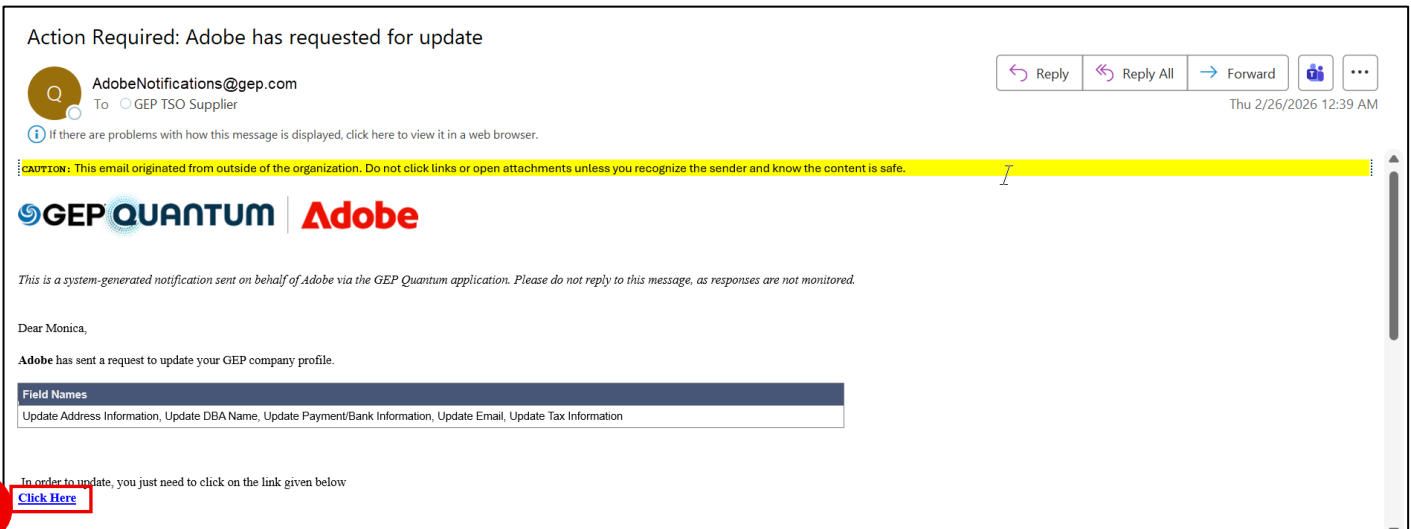 Action Required: Adobe has requested for update
Q
AdobeNotifications@gep.com
To GEP TSO Supplier
Reply
Reply All
Forward
Thu 2/26/2026 12:39 AM
If there are problems with how this message is displayed, click here to view it in a web browser.
CAUTION: This email originated from outside of the organization. Do not click links or open attachments unless you recognize the sender and know the content is safe.
GEP QUANTUM Adobe
This is a system-generated notification sent on behalf of Adobe via the GEP Quantum application. Please do not reply to this message, as responses are not monitored.
Dear Monica,
Adobe has sent a request to update your GEP company profile.
Field Names
Update Address Information, Update DBA Name, Update Payment/Bank Information, Update Email, Update Tax Information
In order to update, you just need to click on the link given below
Click Here